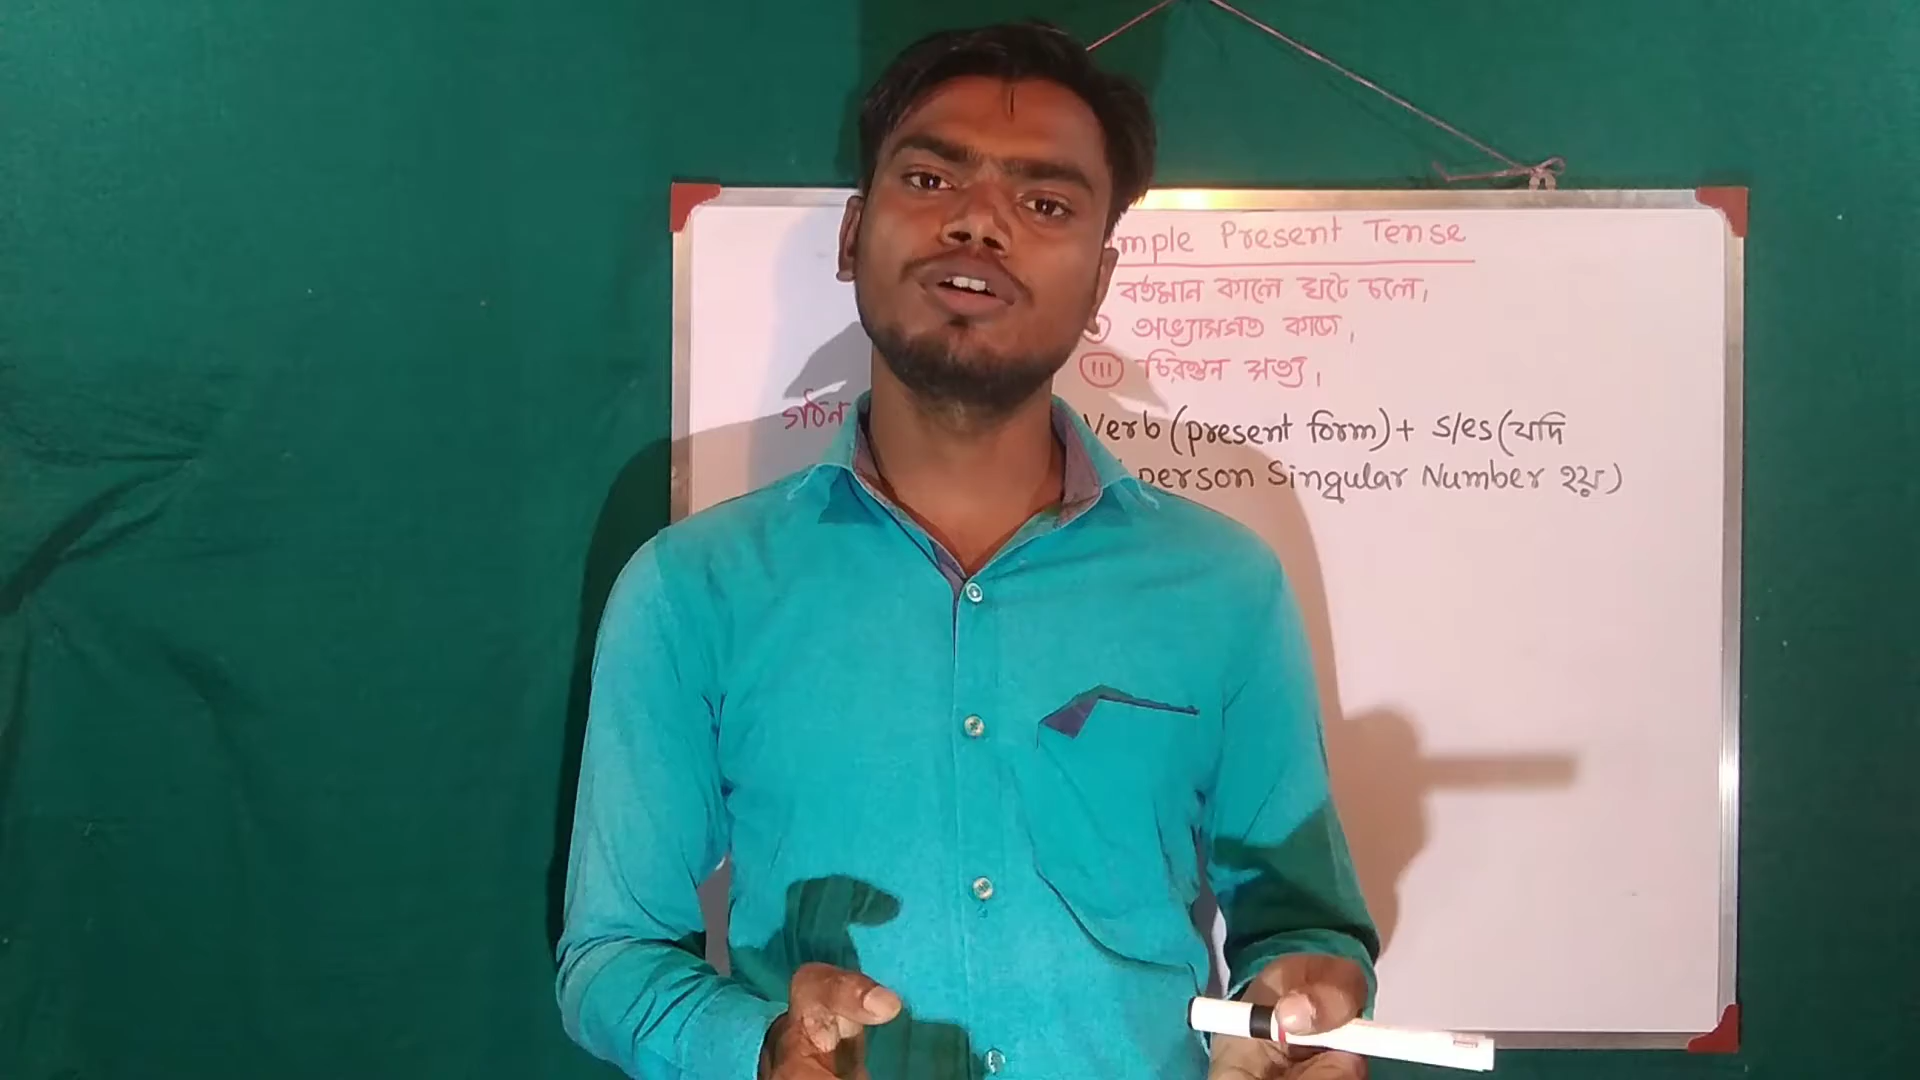 mple Present Tense
বর্তমান কালে ঘটে চলে।
অভ্যাসগত কাজ।
(III) চিরন্তন সত্য।
গঠন Verb (present form) + s/es (যদি
person Singular Number হয়)